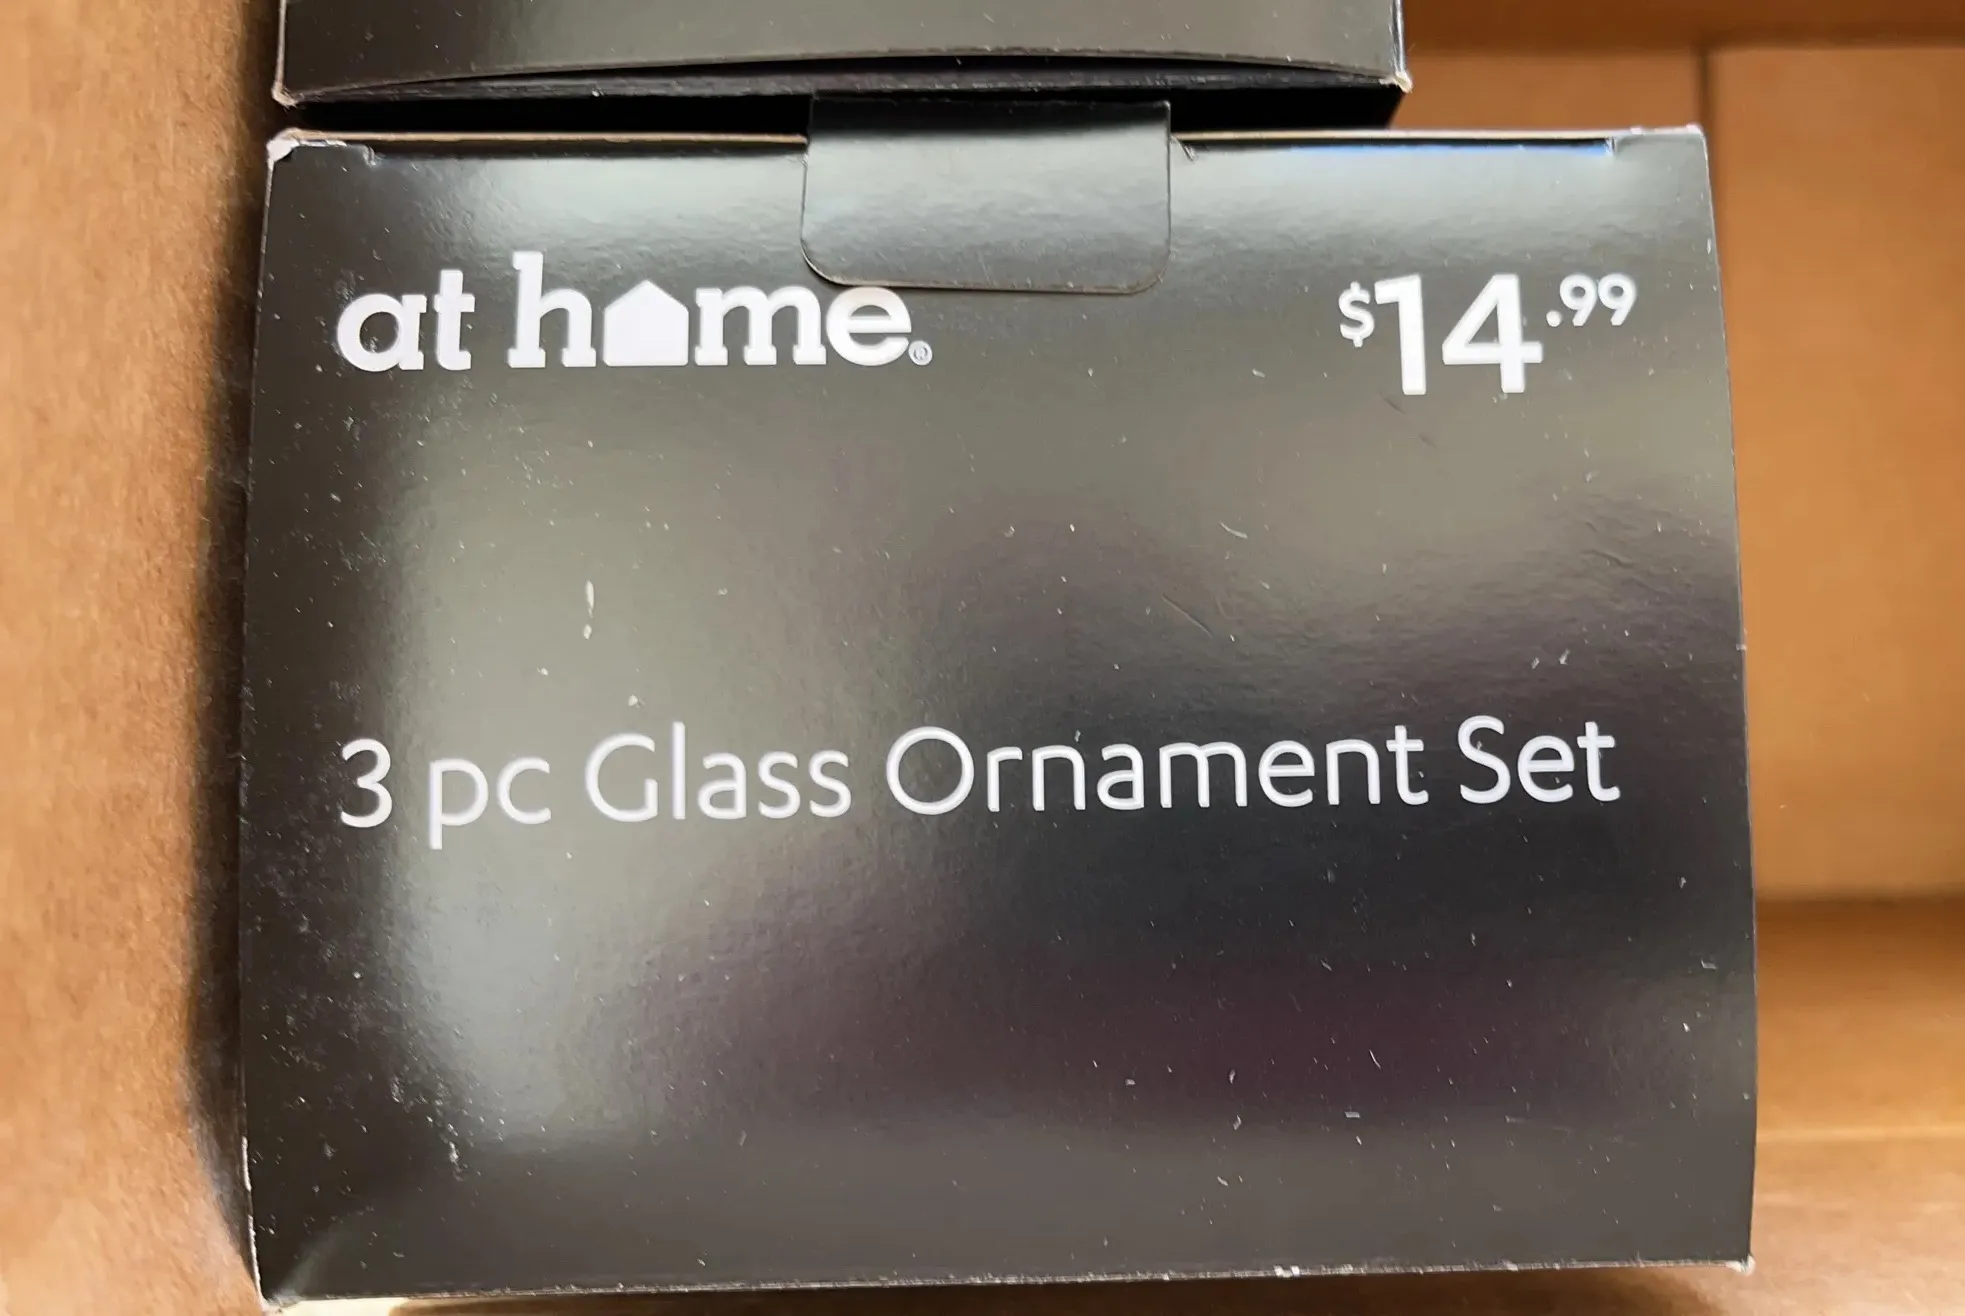 at home®
$14.99
3 pc Glass Ornament Set